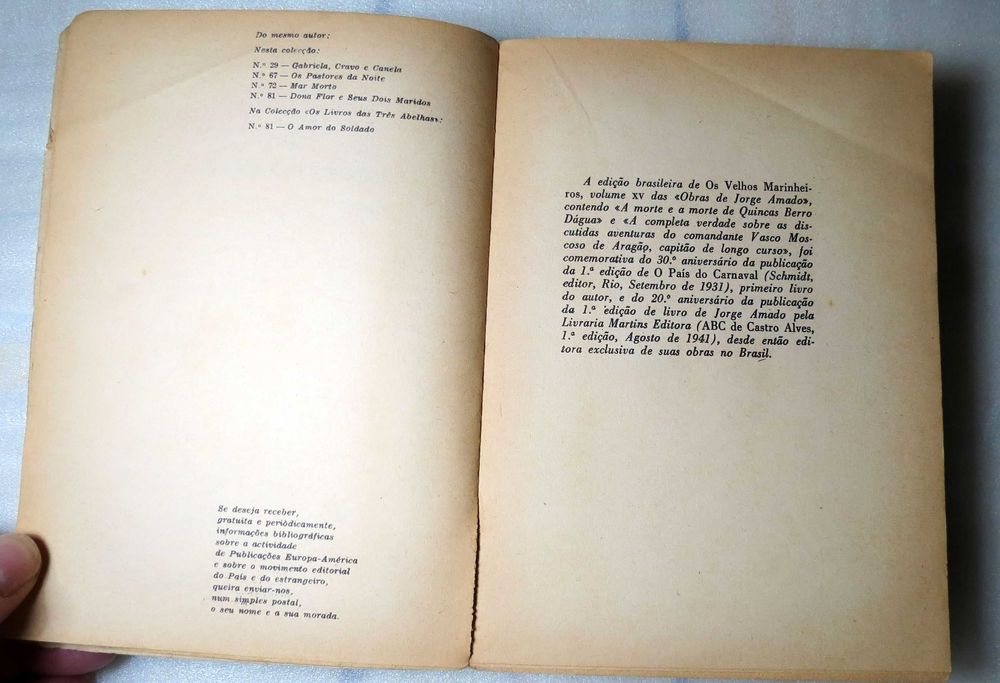 Do mesmo autor:
Nesta colecção:
N.º 29 — Gabriela, Cravo e Canela
N.º 67 — Os Pastores da Noite
N.º 72 — Mar Morto
N.º 81 — Dona Flor e Seus Dois Maridos
Na Colecção «Os Livros das Três Abelhas»:
N.º 81 — O Amor do Soldado
Se deseja receber,
gratuita e periòdicamente,
informações bibliográficas
sobre a actividade
de Publicações Europa-América
e sobre o movimento editorial
do País e do estrangeiro,
queira enviar-nos,
num simples postal,
o seu nome e a sua morada.
A edição brasileira de Os Velhos Marinhei-
ros, volume XV das «Obras de Jorge Amado»,
contendo «A morte e a morte de Quincas Berro
Dágua» e «A completa verdade sobre as dis-
cutidas aventuras do comandante Vasco Mos-
coso de Aragão, capitão de longo curso», foi
comemorativa do 30.º aniversário da publicação
da 1.ª edição de O País do Carnaval (Schmidt,
editor, Rio, Setembro de 1931), primeiro livro
do autor, e do 20.º aniversário da publicação
da 1.ª edição de livro de Jorge Amado pela
Livraria Martins Editora (ABC de Castro Alves,
1.ª edição, Agosto de 1941), desde então edi-
tora exclusiva de suas obras no Brasil.